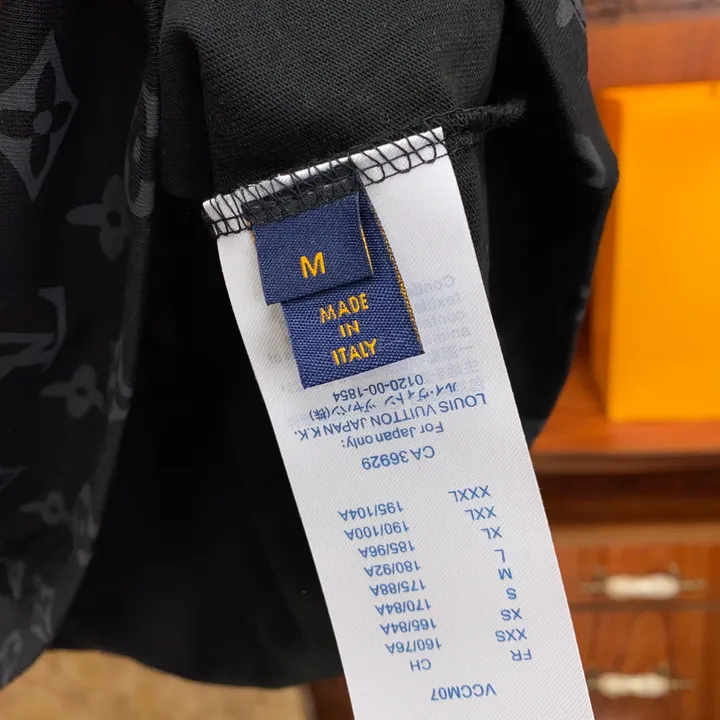 M
MADE
IN
ITALY
VCCM07
FR CH
XXS 160/76A
XS 165/84A
S 170/84A
M 175/88A
L 180/92A
XL 185/96A
XXL 190/100A
XXXL 195/104A
CA 36929
For Japan only:
LOUIS VUITTON JAPAN K.K.
ルイ・ヴィトン ジャパン(株)
0120-00-1854